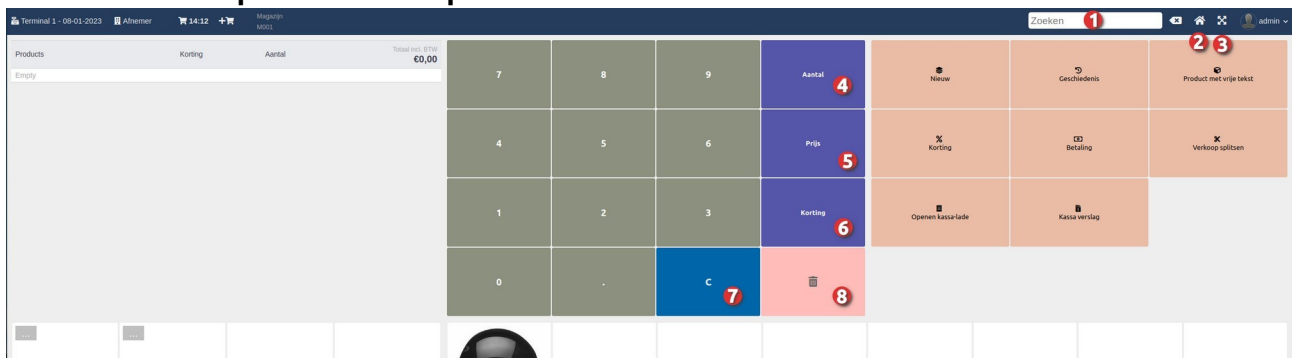 Terminal 1 - 08-01-2023 Afnemer 14:12 + Magazijn Zoeken 1 admin
M001
2 3
Products Korting Aantal Totaal incl. BTW
€0,00
Empty
7 8 9 Aantal 4 Nieuw Geschiedenis Product met vrije tekst
4 5 6 Prijs 5 % Korting Betaling Verkoop splitsen
1 2 3 Korting 6 Openen kassa-lade Kassa verslag
0 . C 7 8
... ...